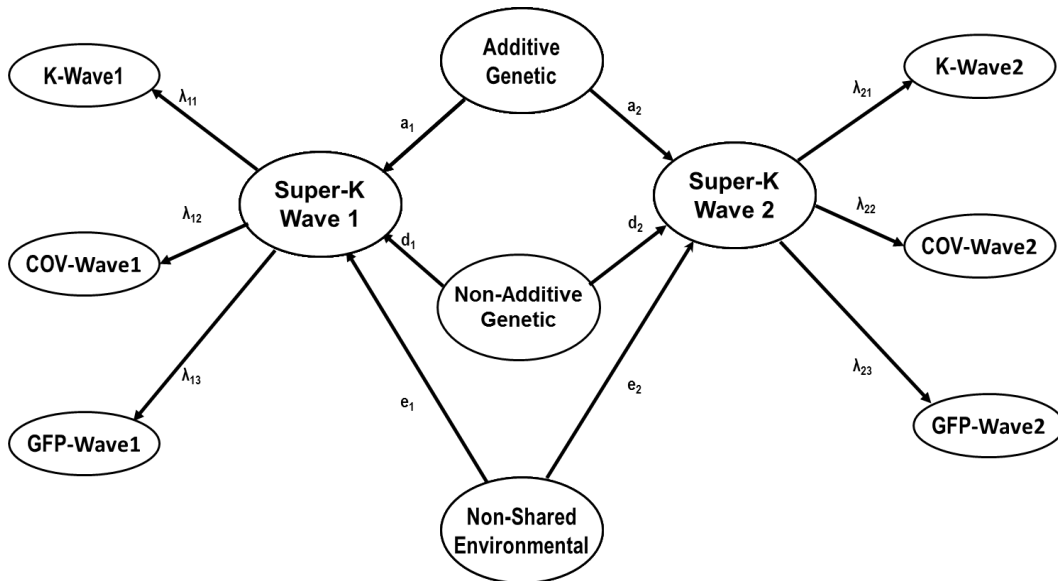 Additive
Genetic
K-Wave1
K-Wave2
λ₁₁
λ₂₁
a₁
a₂
Super-K
Wave 1
Super-K
Wave 2
λ₁₂
λ₂₂
d₁
d₂
COV-Wave1
COV-Wave2
Non-Additive
Genetic
λ₁₃
λ₂₃
e₁
e₂
GFP-Wave1
GFP-Wave2
Non-Shared
Environmental